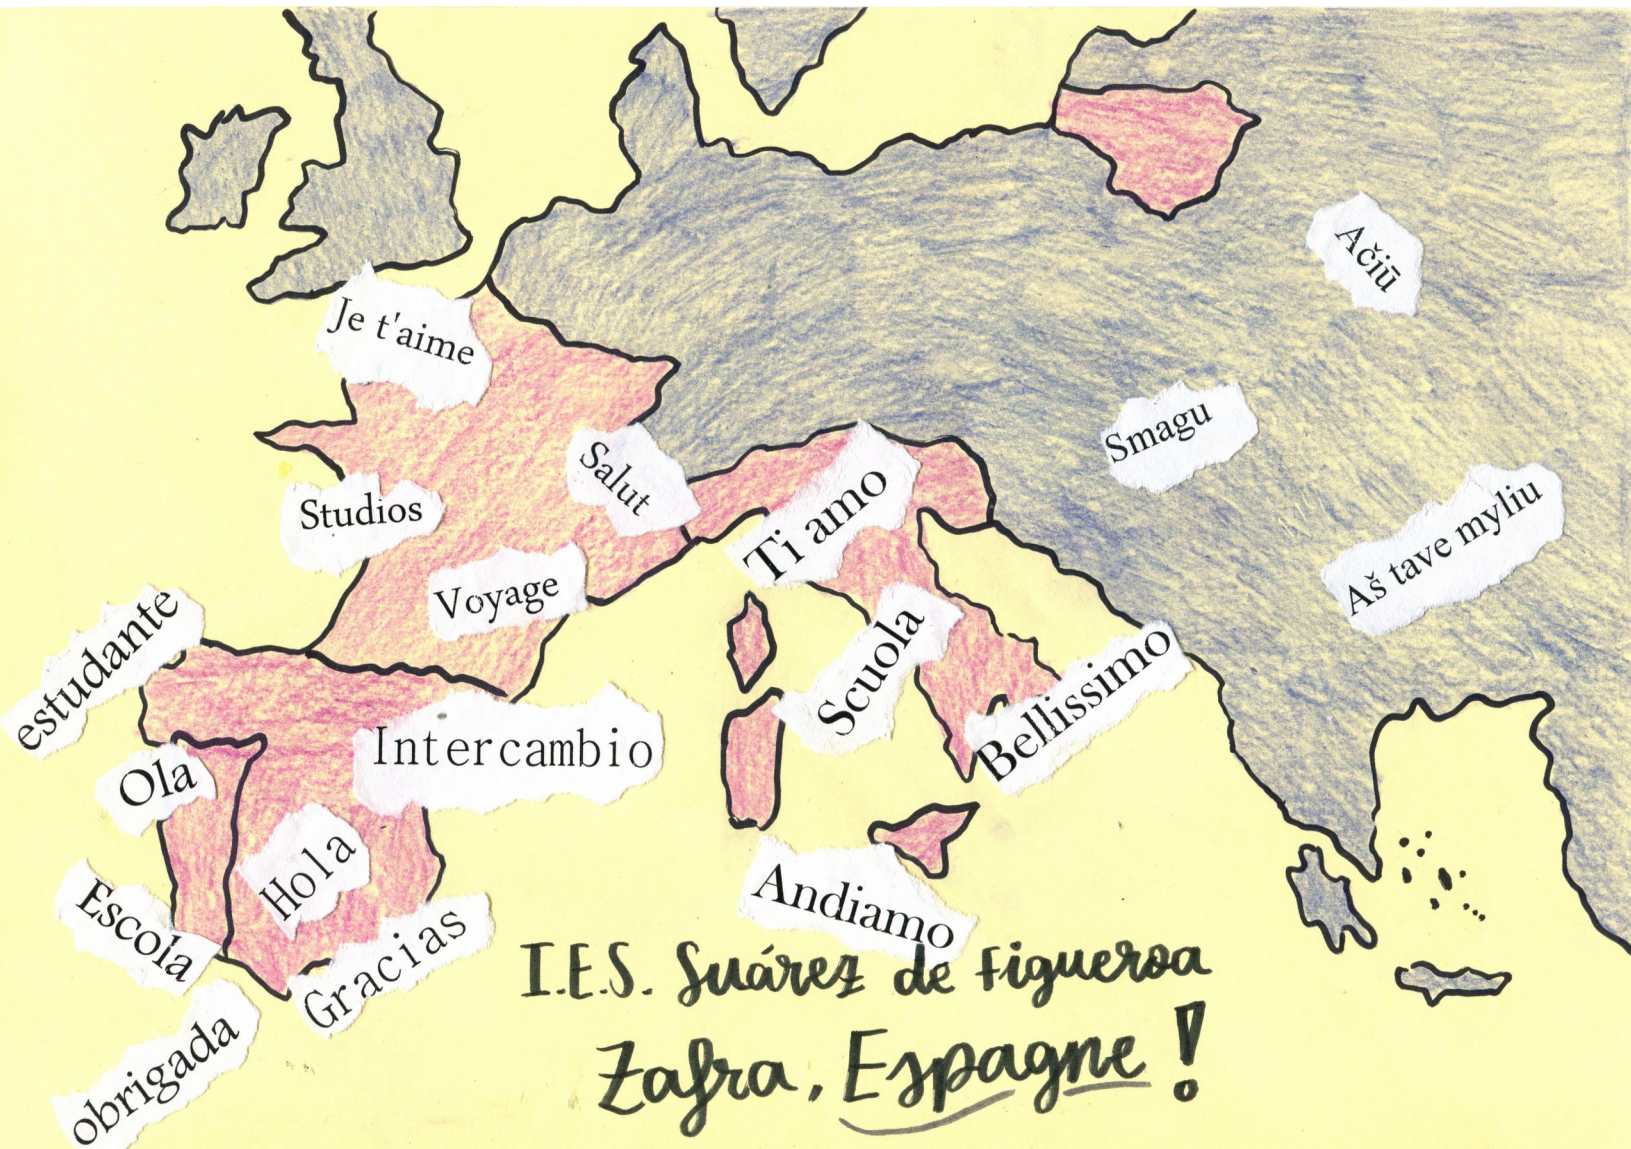 Ačiū
Je t'aime
Smagu
Salut
Studios
Ti amo
Aš tave myliu
Voyage
estudante
Scuola
Bellissimo
Intercambio
Ola
Hola
Escola
Andiamo
Gracias
obrigada
I.E.S. Suárez de Figueroa
Zafra, Espagne!